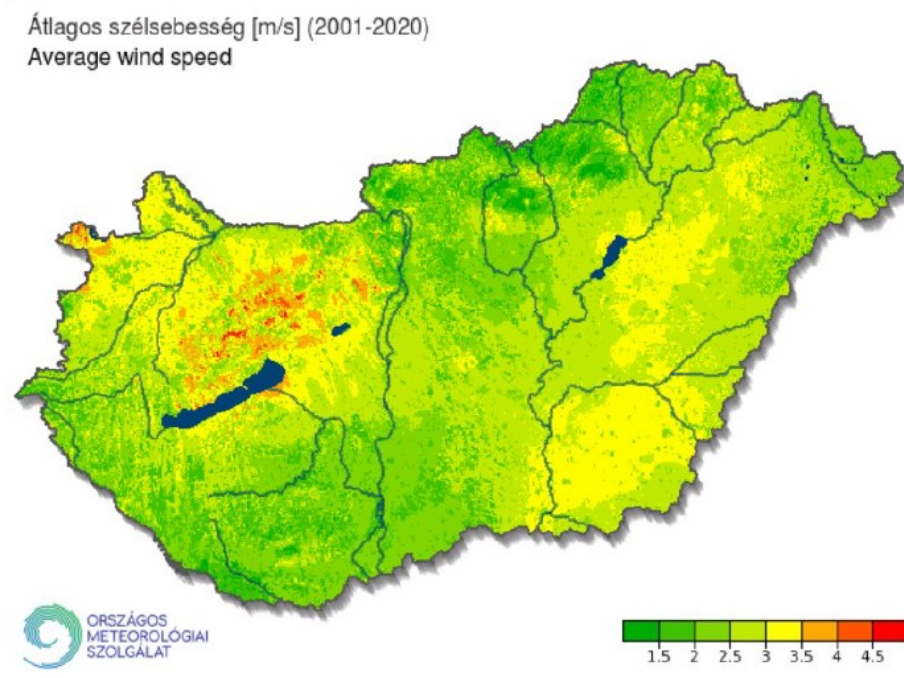 Átlagos szélsebesség [m/s] (2001-2020)
Average wind speed
ORSZÁGOS
METEOROLÓGIAI
SZOLGÁLAT
1.5 2 2.5 3 3.5 4 4.5